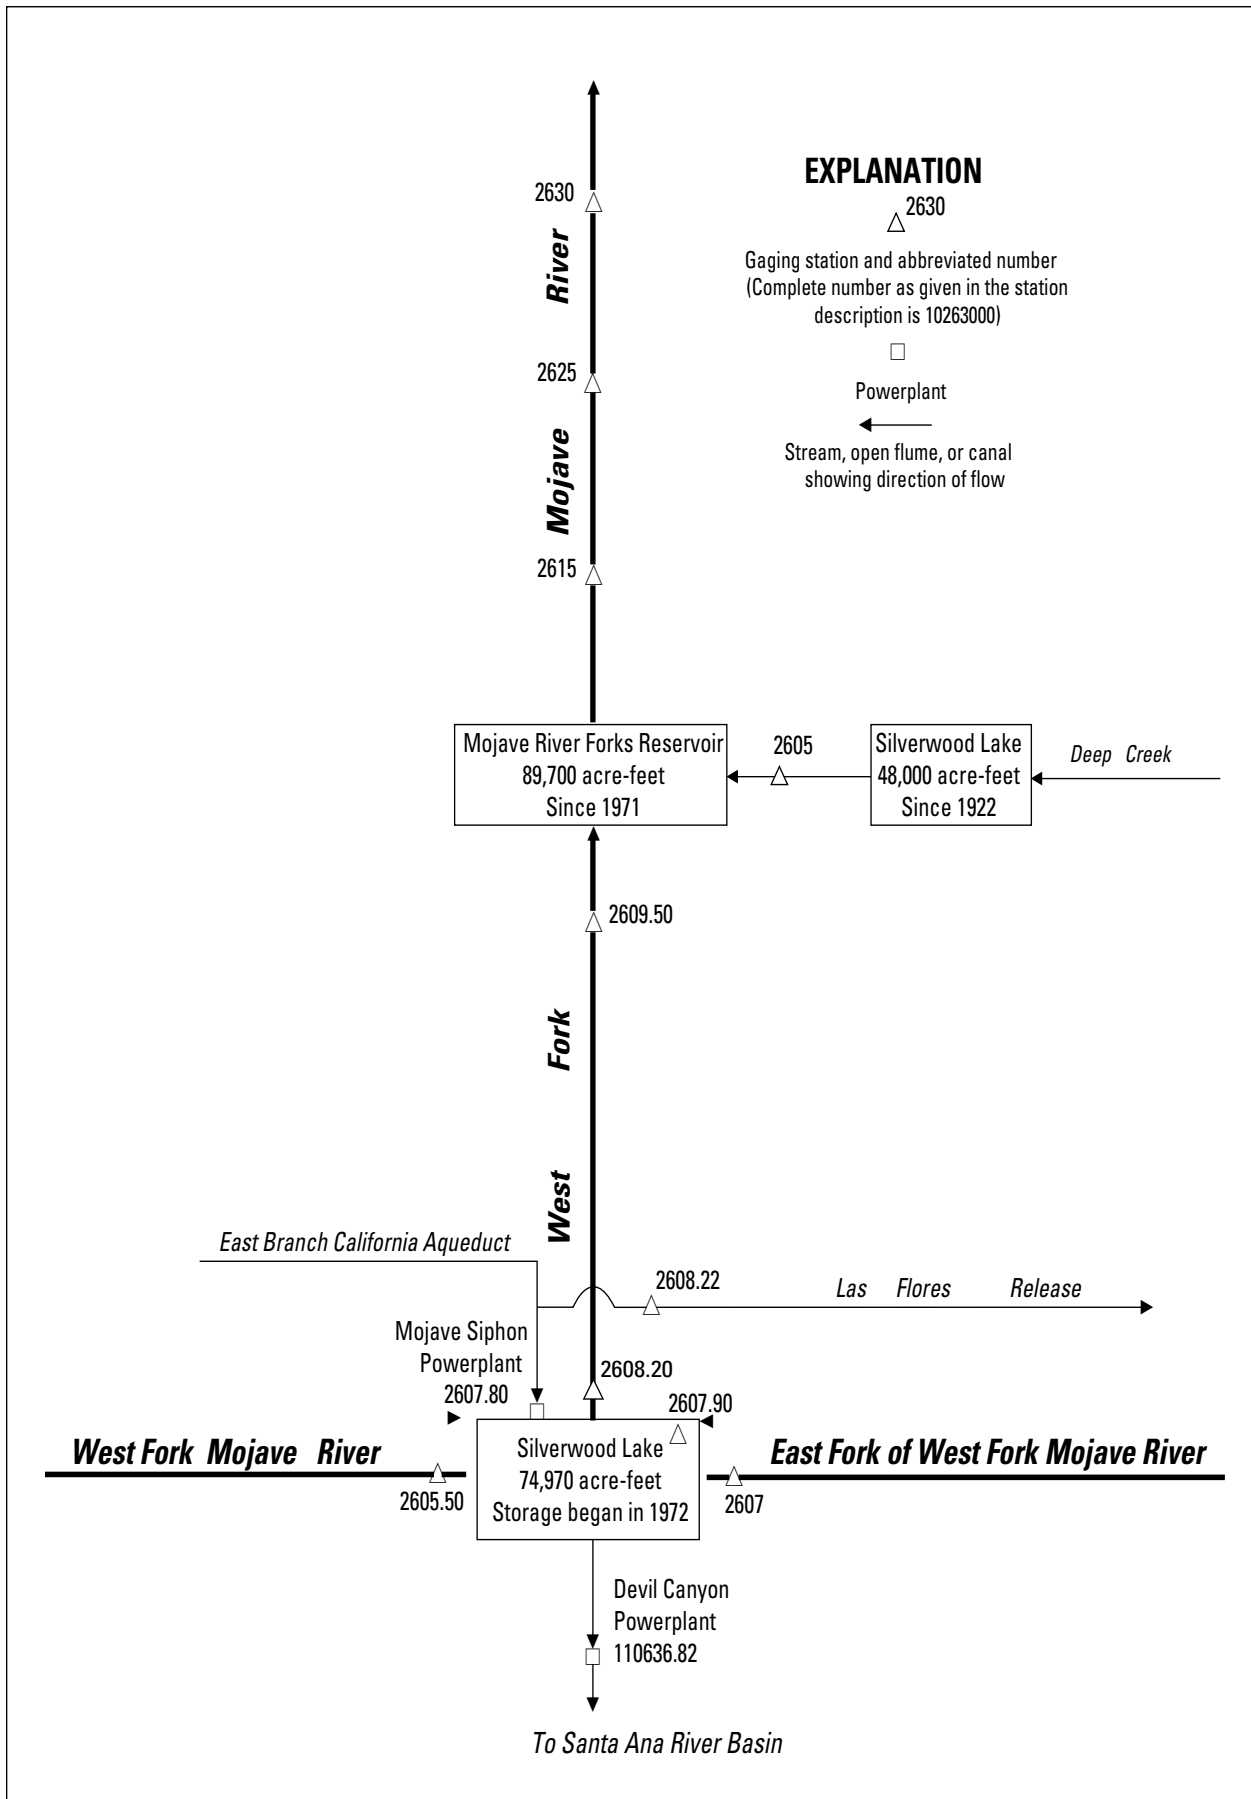 EXPLANATION
2630
Gaging station and abbreviated number
(Complete number as given in the station
description is 10263000)
Powerplant
Stream, open flume, or canal
showing direction of flow
2630
River
2625
Mojave
2615
Mojave River Forks Reservoir
89,700 acre-feet
Since 1971
2605
Silverwood Lake
48,000 acre-feet
Since 1922
Deep Creek
2609.50
Fork
West
East Branch California Aqueduct
2608.22
Las Flores Release
Mojave Siphon
Powerplant
2607.80
2608.20
2607.90
West Fork Mojave River
2605.50
Silverwood Lake
74,970 acre-feet
Storage began in 1972
East Fork of West Fork Mojave River
2607
Devil Canyon
Powerplant
110636.82
To Santa Ana River Basin